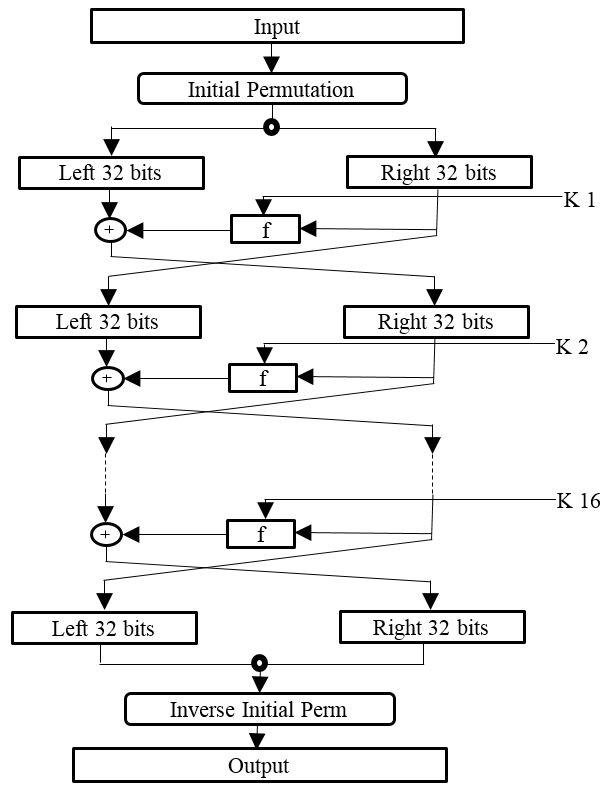 Input
Initial Permutation
Left 32 bits
Right 32 bits
K 1
+
f
Left 32 bits
Right 32 bits
K 2
+
f
K 16
+
f
Left 32 bits
Right 32 bits
Inverse Initial Perm
Output